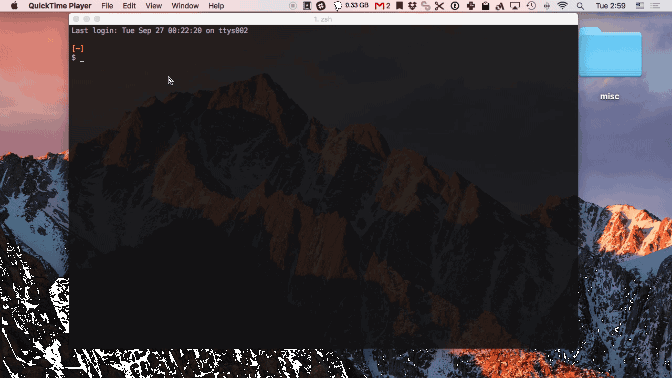 QuickTime Player File Edit View Window Help 0.33 GB 2 Tue 2:59
1. zsh
Last login: Tue Sep 27 00:22:20 on ttys002
[~]
$ _
misc